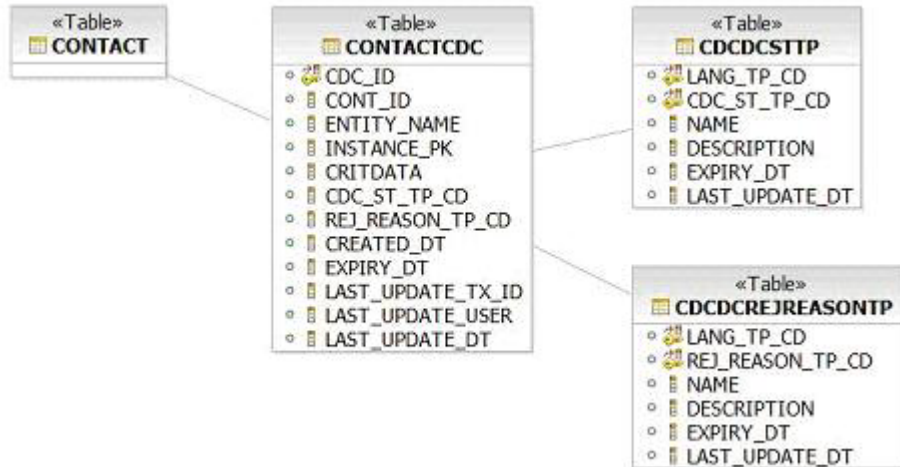 «Table»
CONTACT
«Table»
CONTACTCDC
CDC_ID
CONT_ID
ENTITY_NAME
INSTANCE_PK
CRITDATA
CDC_ST_TP_CD
REJ_REASON_TP_CD
CREATED_DT
EXPIRY_DT
LAST_UPDATE_TX_ID
LAST_UPDATE_USER
LAST_UPDATE_DT
«Table»
CDCDCSTTP
LANG_TP_CD
CDC_ST_TP_CD
NAME
DESCRIPTION
EXPIRY_DT
LAST_UPDATE_DT
«Table»
CDCDCREJREASONTP
LANG_TP_CD
REJ_REASON_TP_CD
NAME
DESCRIPTION
EXPIRY_DT
LAST_UPDATE_DT